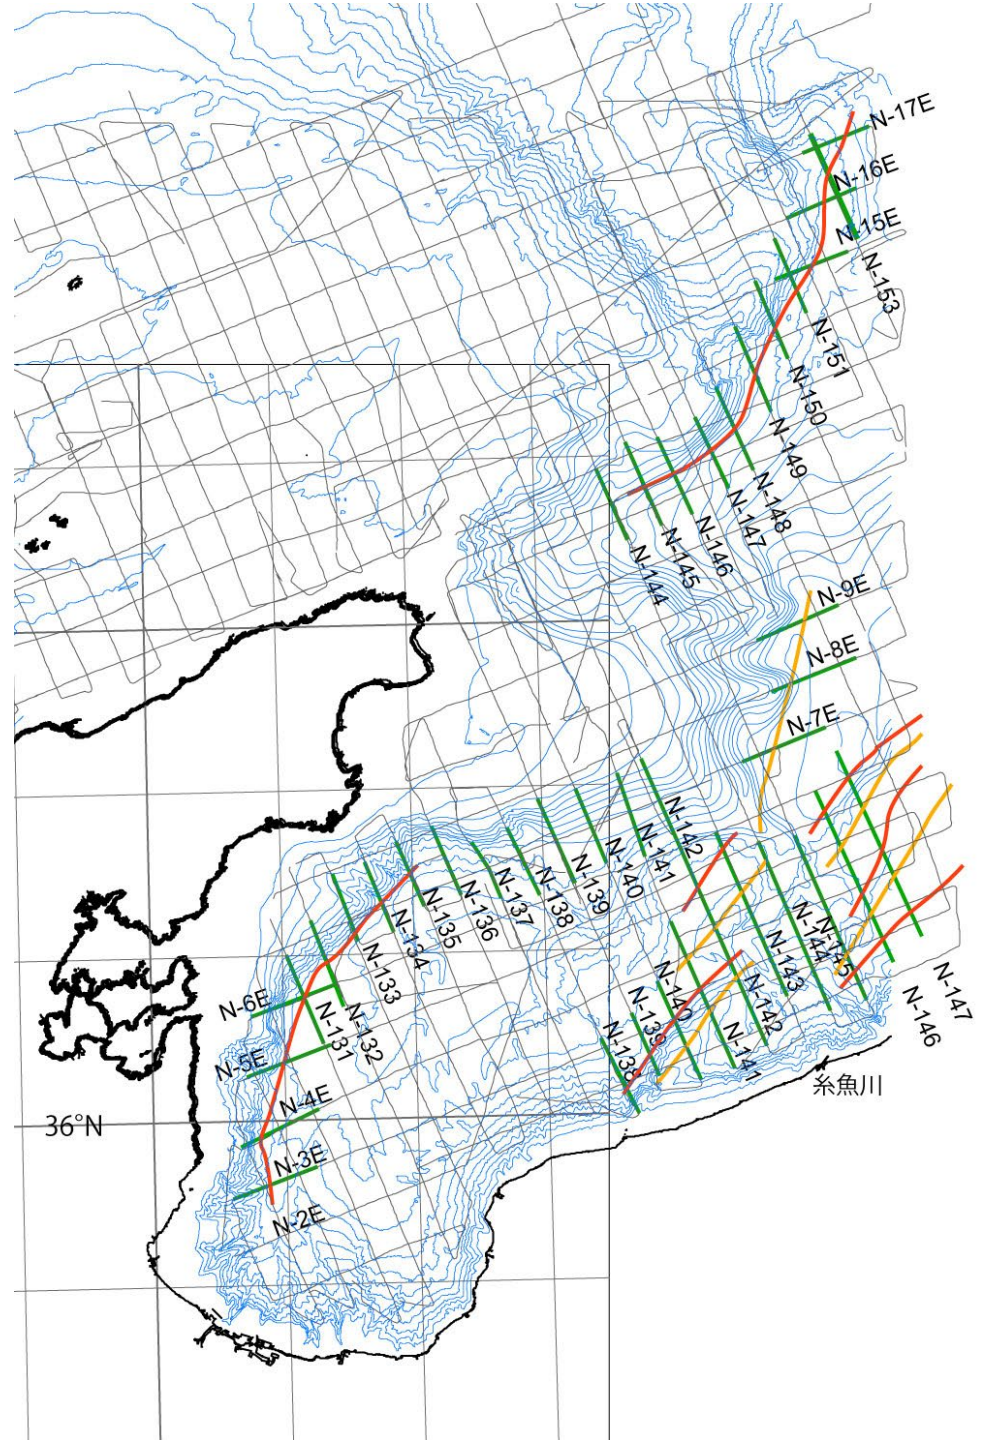 N-17E
N-16E
N-15E
N-153
N-151
N-150
N-149
N-148
N-147
N-146
N-145
N-144
N-9E
N-8E
N-7E
N-142
N-141
N-140
N-139
N-138
N-137
N-136
N-135
N-134
N-133
N-132
N-131
N-6E
N-5E
N-4E
N-3E
N-2E
N-145
N-144
N-143
N-142
N-141
N-140
N-139
N-138
N-147
N-146
糸魚川
36°N